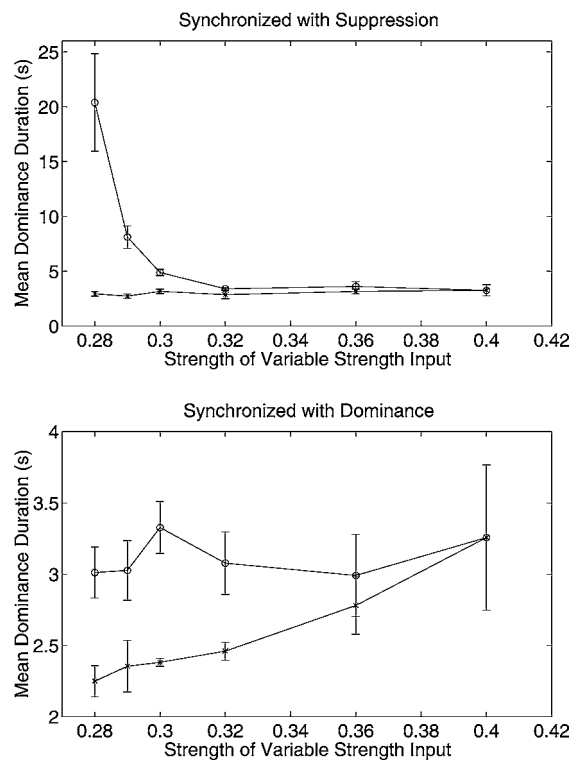 Synchronized with Suppression
Mean Dominance Duration (s)
25
20
15
10
5
0
0.28 0.3 0.32 0.34 0.36 0.38 0.4 0.42
Strength of Variable Strength Input
Synchronized with Dominance
Mean Dominance Duration (s)
4
3.5
3
2.5
2
0.28 0.3 0.32 0.34 0.36 0.38 0.4 0.42
Strength of Variable Strength Input